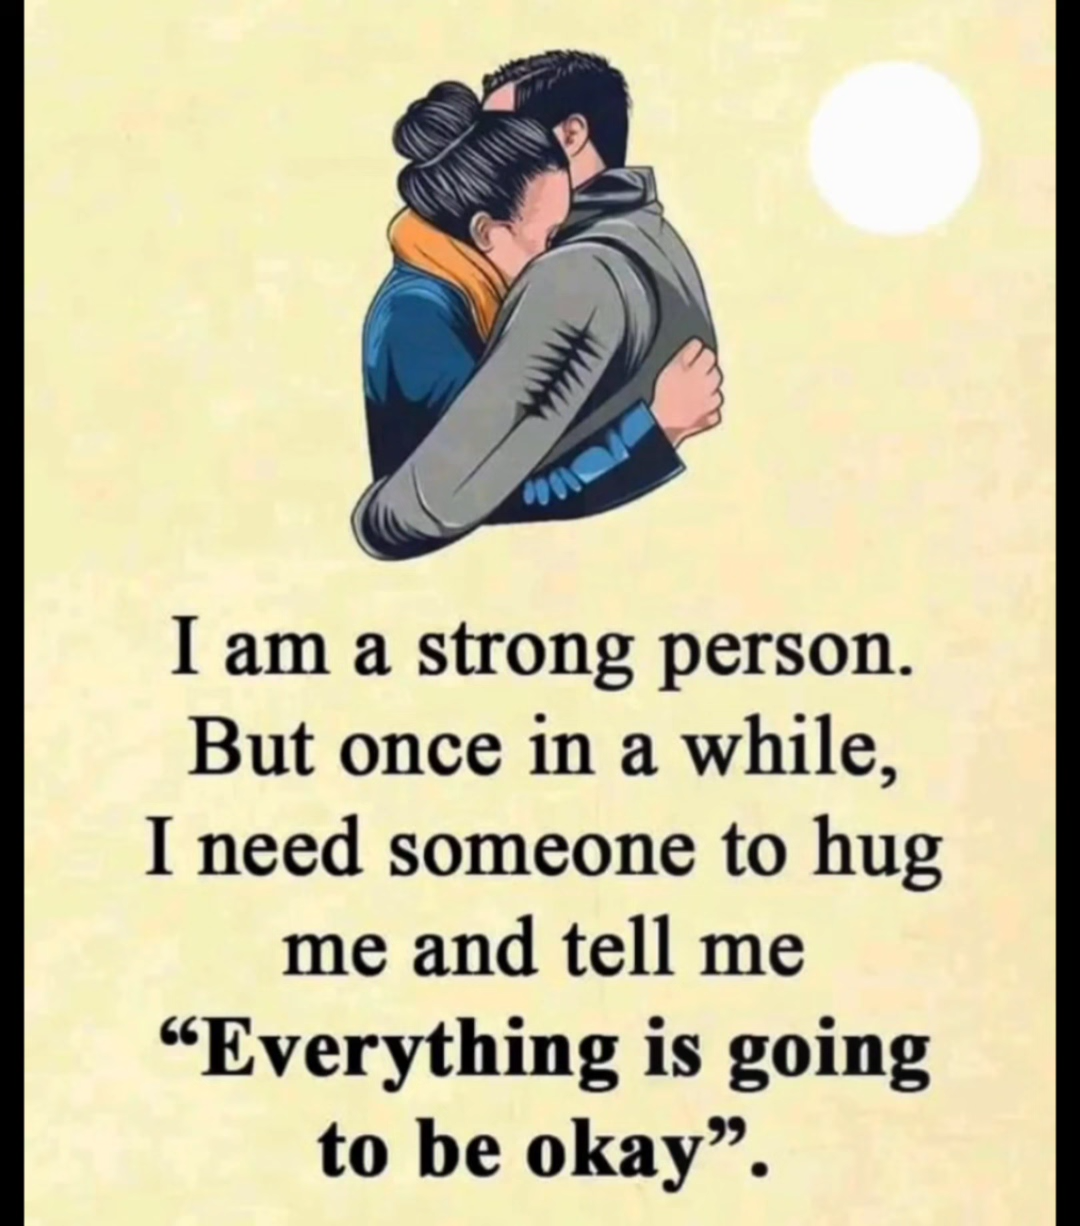 I am a strong person.
But once in a while,
I need someone to hug
me and tell me
“Everything is going
to be okay”.